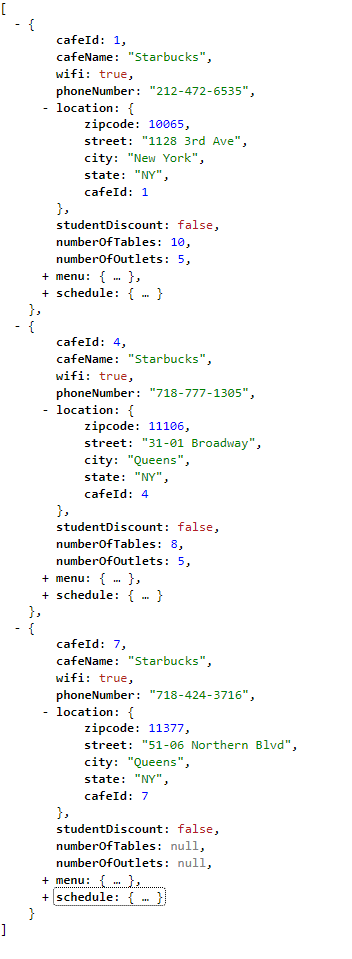 [
- {
cafeId: 1,
cafeName: "Starbucks",
wifi: true,
phoneNumber: "212-472-6535",
- location: {
zipcode: 10065,
street: "1128 3rd Ave",
city: "New York",
state: "NY",
cafeId: 1
},
studentDiscount: false,
numberOfTables: 10,
numberOfOutlets: 5,
+ menu: { … },
+ schedule: { … }
},
- {
cafeId: 4,
cafeName: "Starbucks",
wifi: true,
phoneNumber: "718-777-1305",
- location: {
zipcode: 11106,
street: "31-01 Broadway",
city: "Queens",
state: "NY",
cafeId: 4
},
studentDiscount: false,
numberOfTables: 8,
numberOfOutlets: 5,
+ menu: { … },
+ schedule: { … }
},
- {
cafeId: 7,
cafeName: "Starbucks",
wifi: true,
phoneNumber: "718-424-3716",
- location: {
zipcode: 11377,
street: "51-06 Northern Blvd",
city: "Queens",
state: "NY",
cafeId: 7
},
studentDiscount: false,
numberOfTables: null,
numberOfOutlets: null,
+ menu: { … },
+ schedule: { … }
}
]